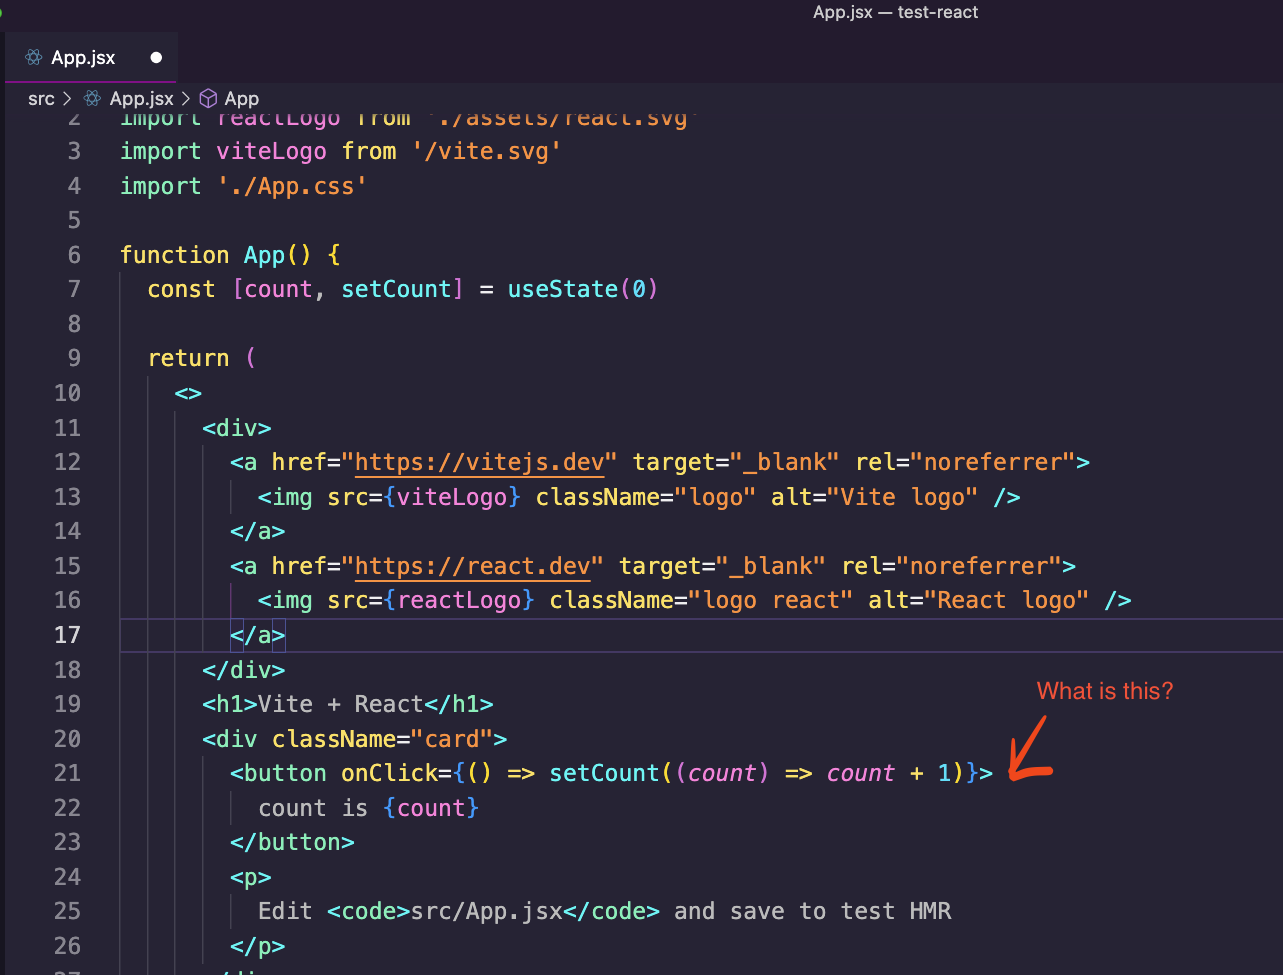 App.jsx — test-react
App.jsx
src > App.jsx > App
2 import reactLogo from './assets/react.svg'
3 import viteLogo from '/vite.svg'
4 import './App.css'
5
6 function App() {
7 const [count, setCount] = useState(0)
8
9 return (
10 <>
11 <div>
12 <a href="https://vitejs.dev" target="_blank" rel="noreferrer">
13 <img src={viteLogo} className="logo" alt="Vite logo" />
14 </a>
15 <a href="https://react.dev" target="_blank" rel="noreferrer">
16 <img src={reactLogo} className="logo react" alt="React logo" />
17 </a>
18 </div>
What is this?
19 <h1>Vite + React</h1>
20 <div className="card">
21 <button onClick={() => setCount((count) => count + 1)}>
22 count is {count}
23 </button>
24 <p>
25 Edit <code>src/App.jsx</code> and save to test HMR
26 </p>